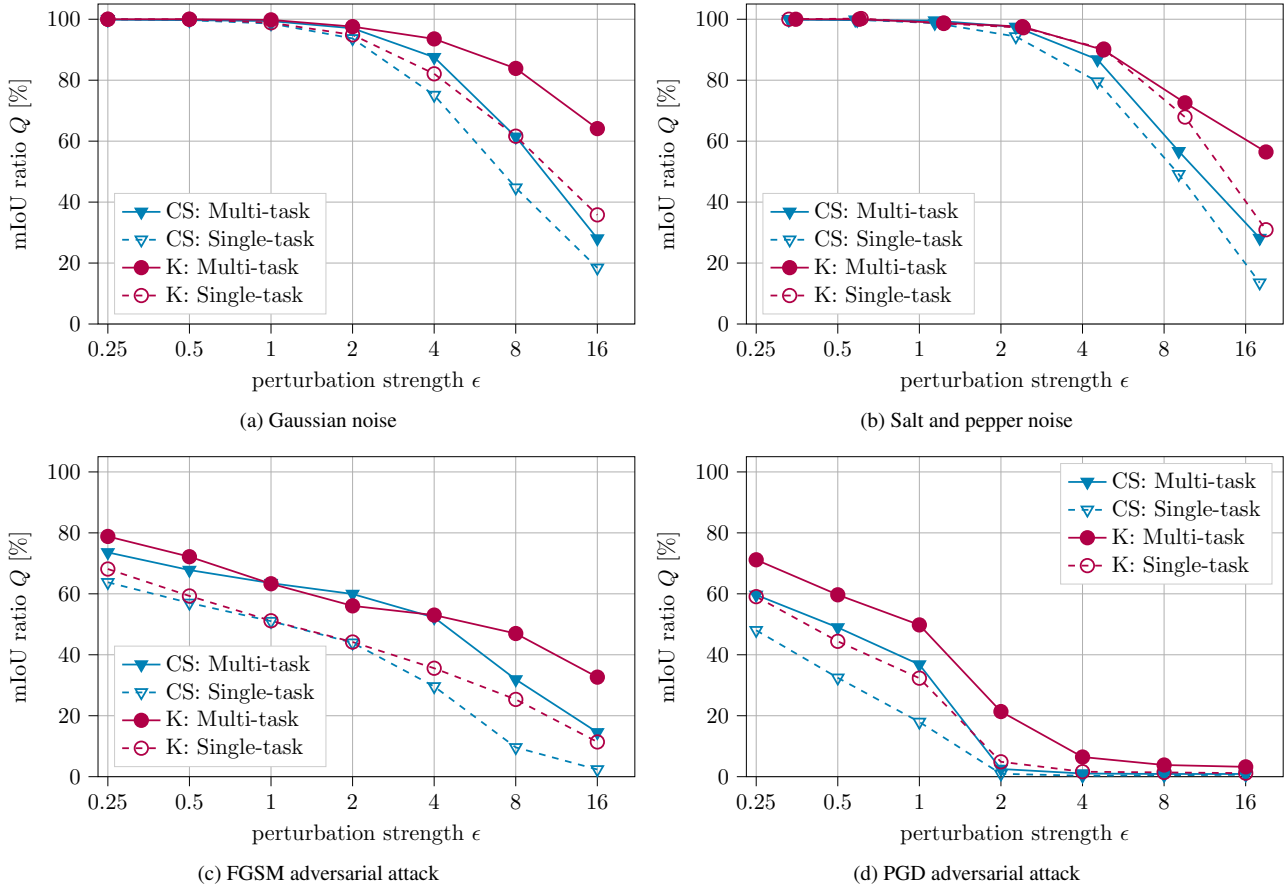 100
80
60
40
20
0
mIoU ratio Q [%]
CS: Multi-task
CS: Single-task
K: Multi-task
K: Single-task
0.25 0.5 1 2 4 8 16
perturbation strength ϵ
(a) Gaussian noise
100
80
60
40
20
0
mIoU ratio Q [%]
CS: Multi-task
CS: Single-task
K: Multi-task
K: Single-task
0.25 0.5 1 2 4 8 16
perturbation strength ϵ
(b) Salt and pepper noise
100
80
60
40
20
0
mIoU ratio Q [%]
CS: Multi-task
CS: Single-task
K: Multi-task
K: Single-task
0.25 0.5 1 2 4 8 16
perturbation strength ϵ
(c) FGSM adversarial attack
100
80
60
40
20
0
mIoU ratio Q [%]
CS: Multi-task
CS: Single-task
K: Multi-task
K: Single-task
0.25 0.5 1 2 4 8 16
perturbation strength ϵ
(d) PGD adversarial attack